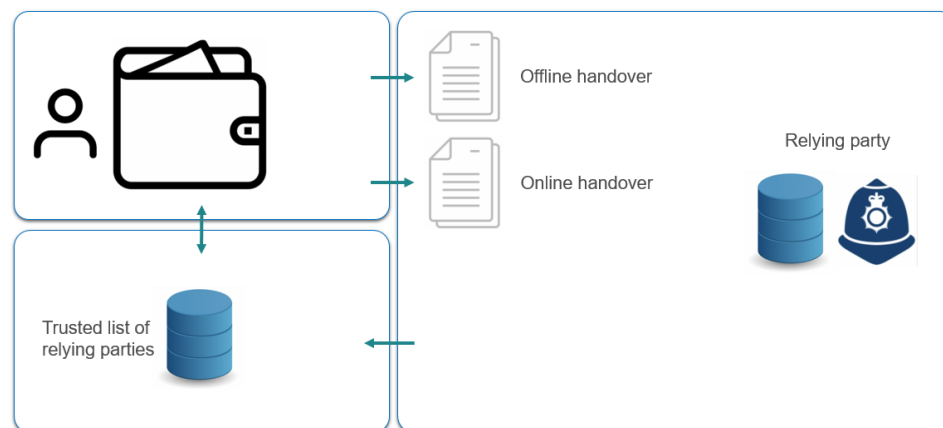 Offline handover
Online handover
Relying party
Trusted list of
relying parties